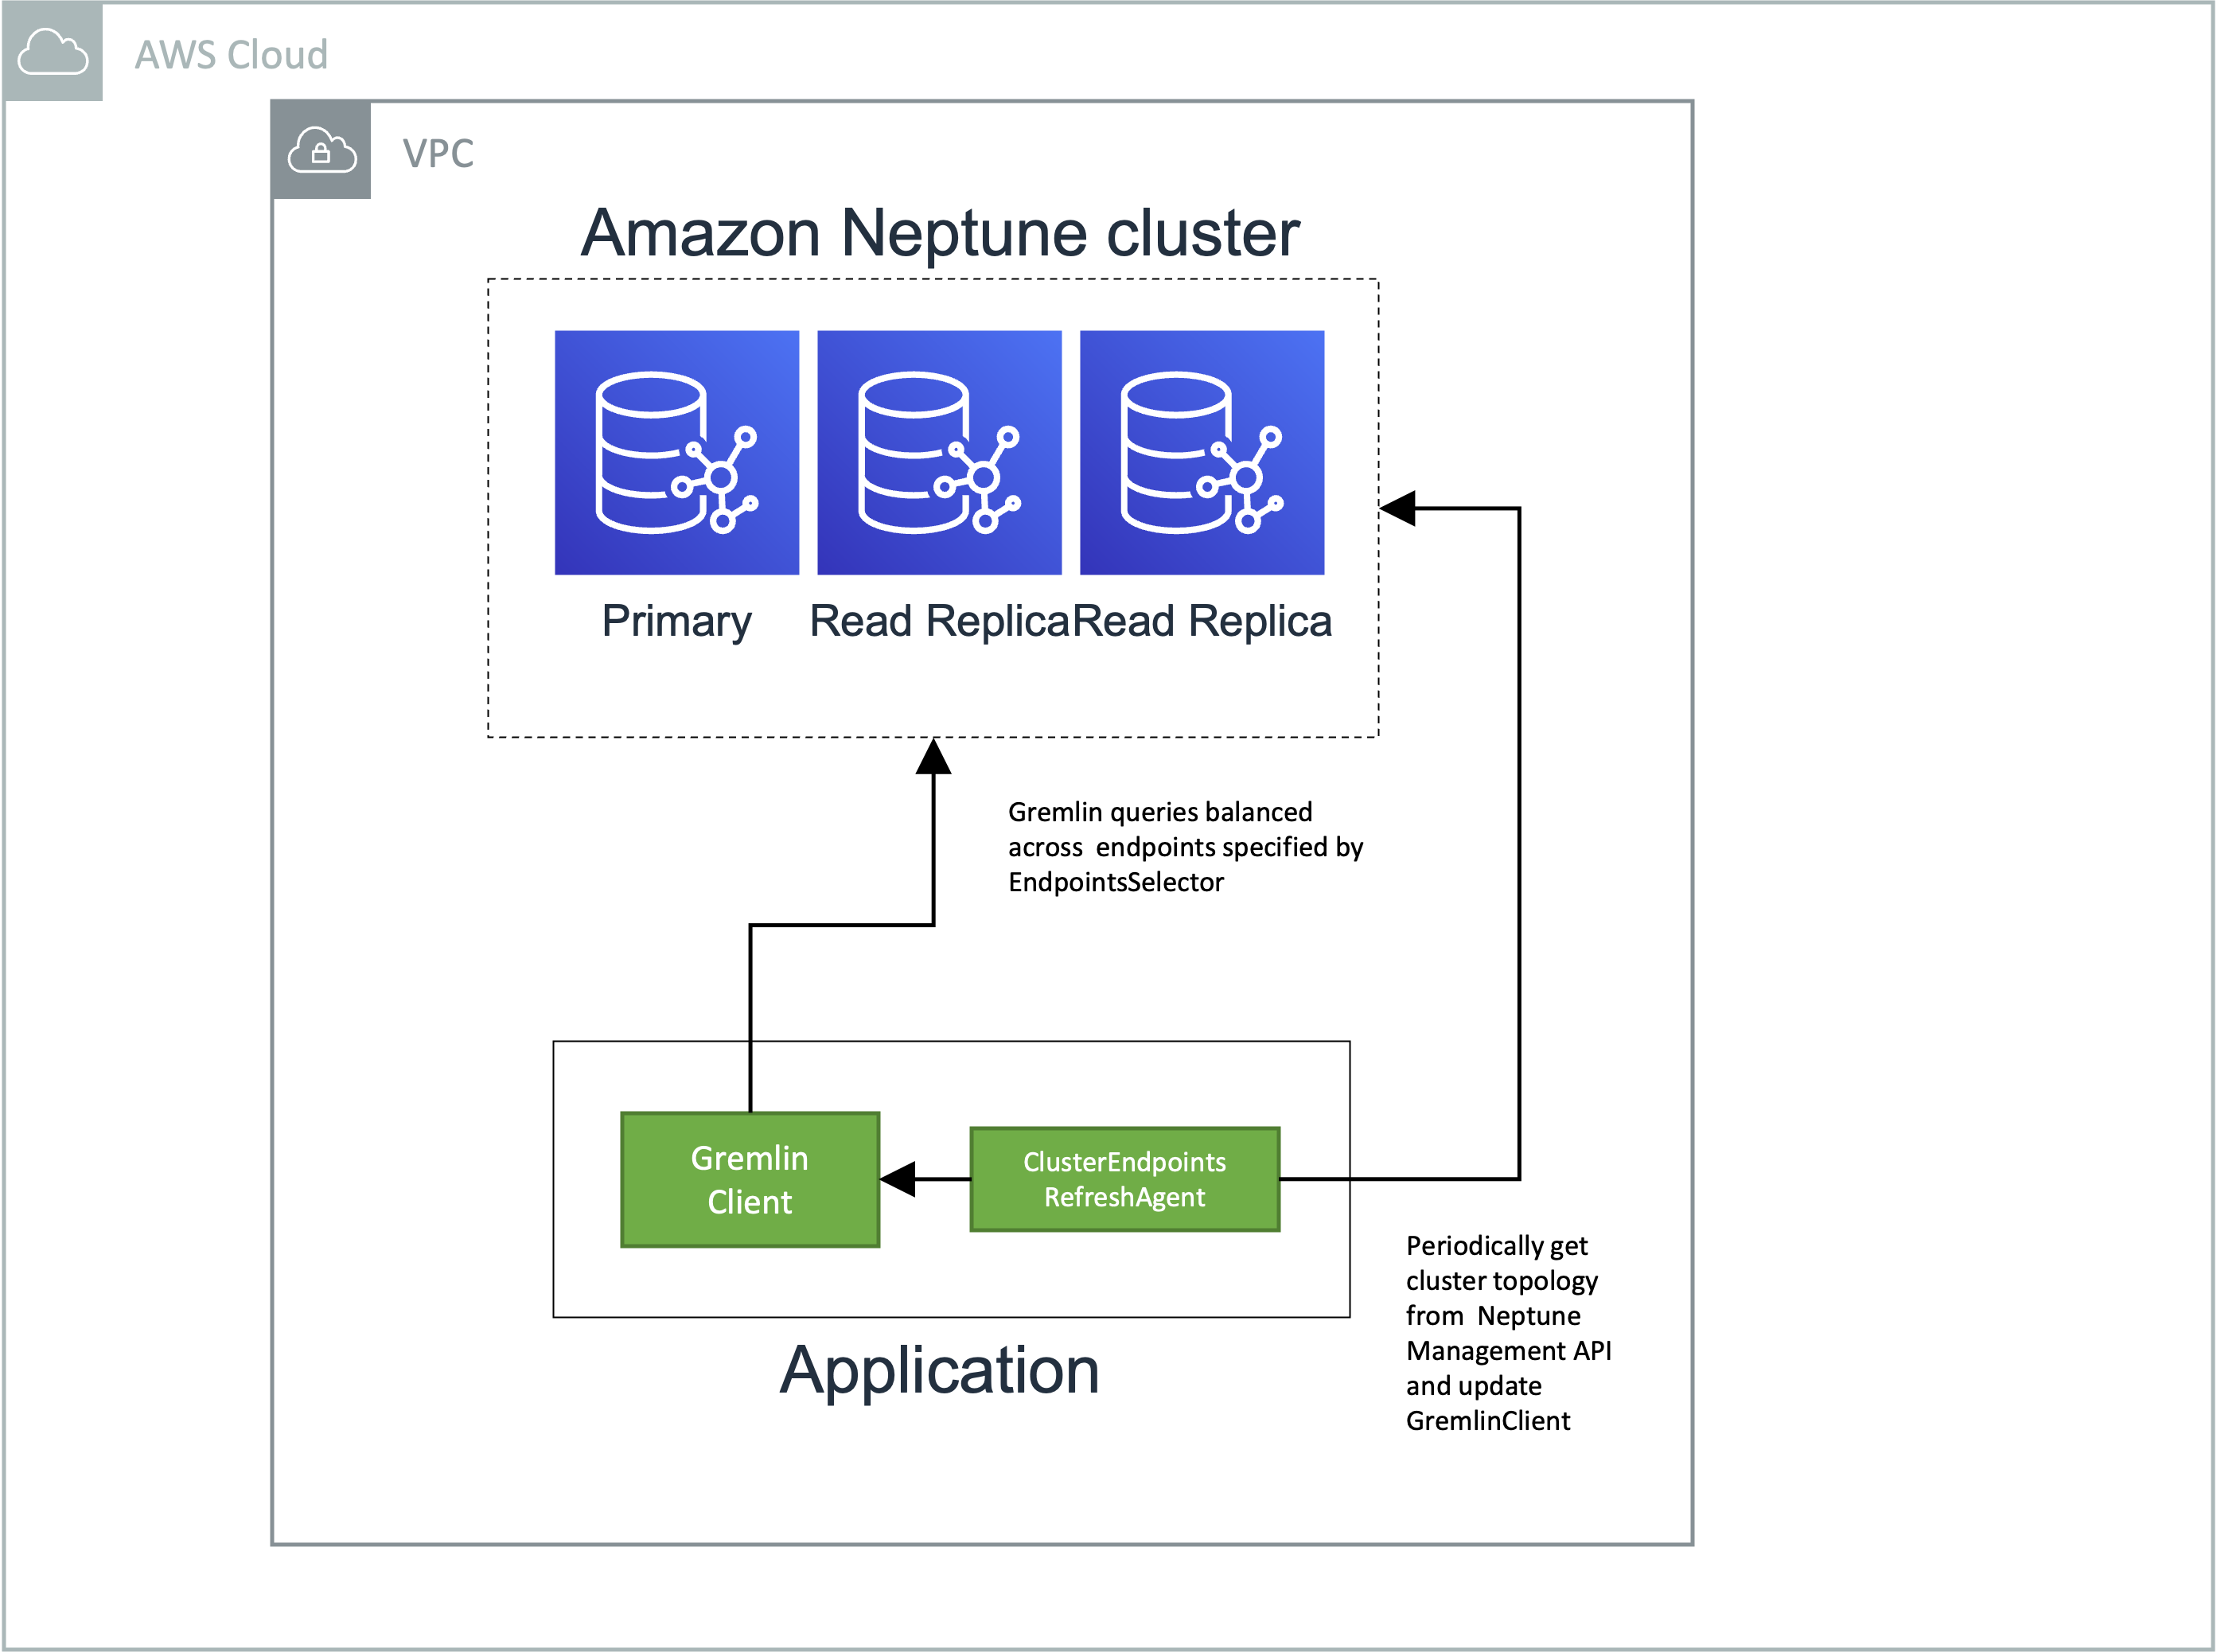 AWS Cloud
VPC
Amazon Neptune cluster
Primary
Read Replica
Read Replica
Gremlin queries balanced
across endpoints specified by
EndpointsSelector
Gremlin
Client
ClusterEndpoints
RefreshAgent
Application
Periodically get
cluster topology
from Neptune
Management API
and update
GremlinClient